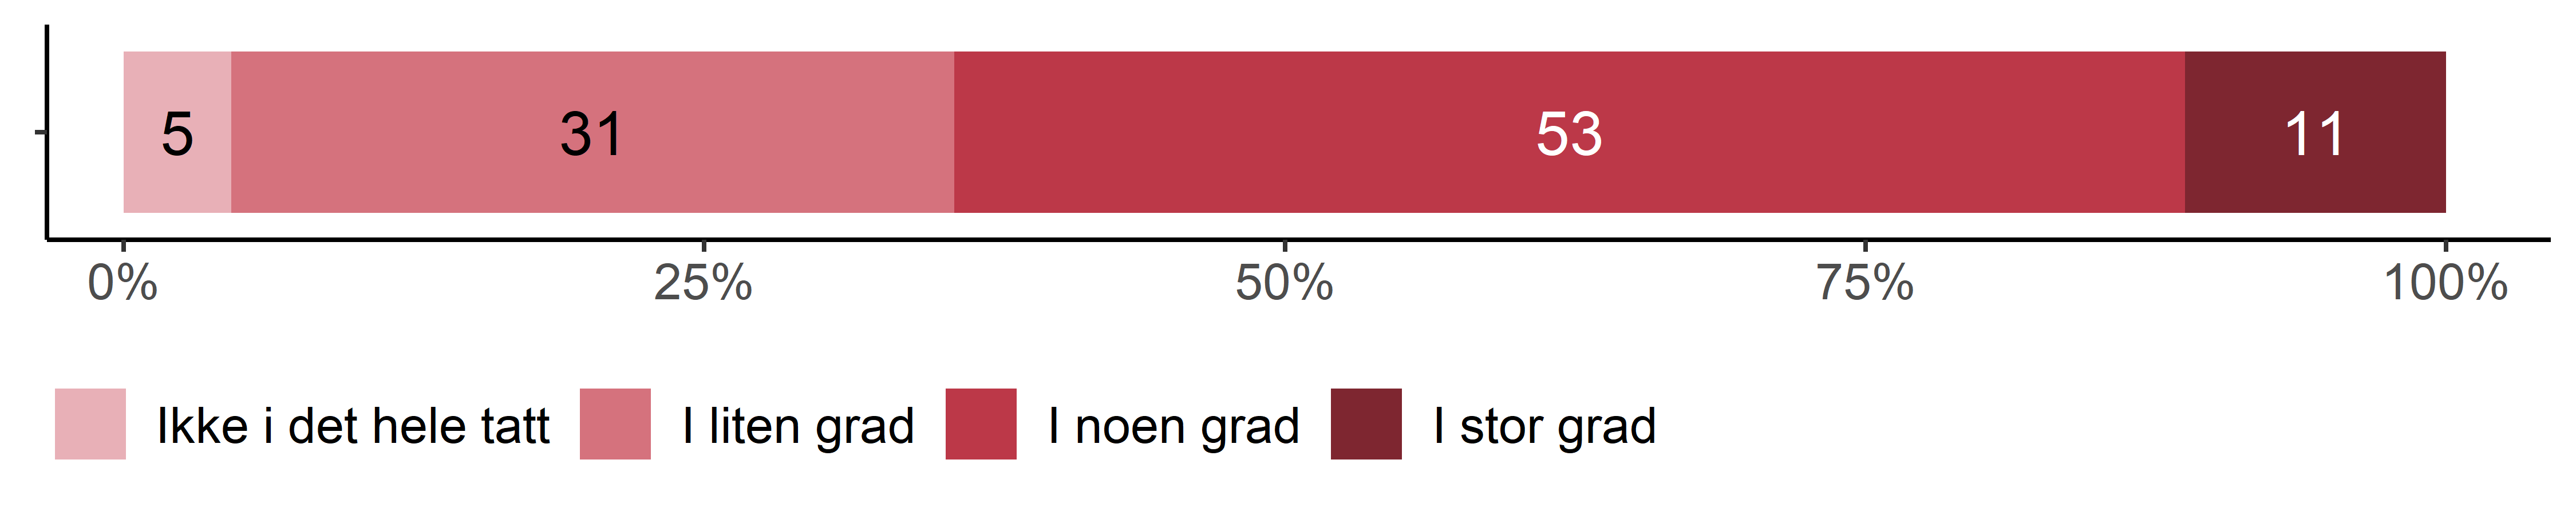 5 31 53 11
0% 25% 50% 75% 100%
Ikke i det hele tatt I liten grad I noen grad I stor grad